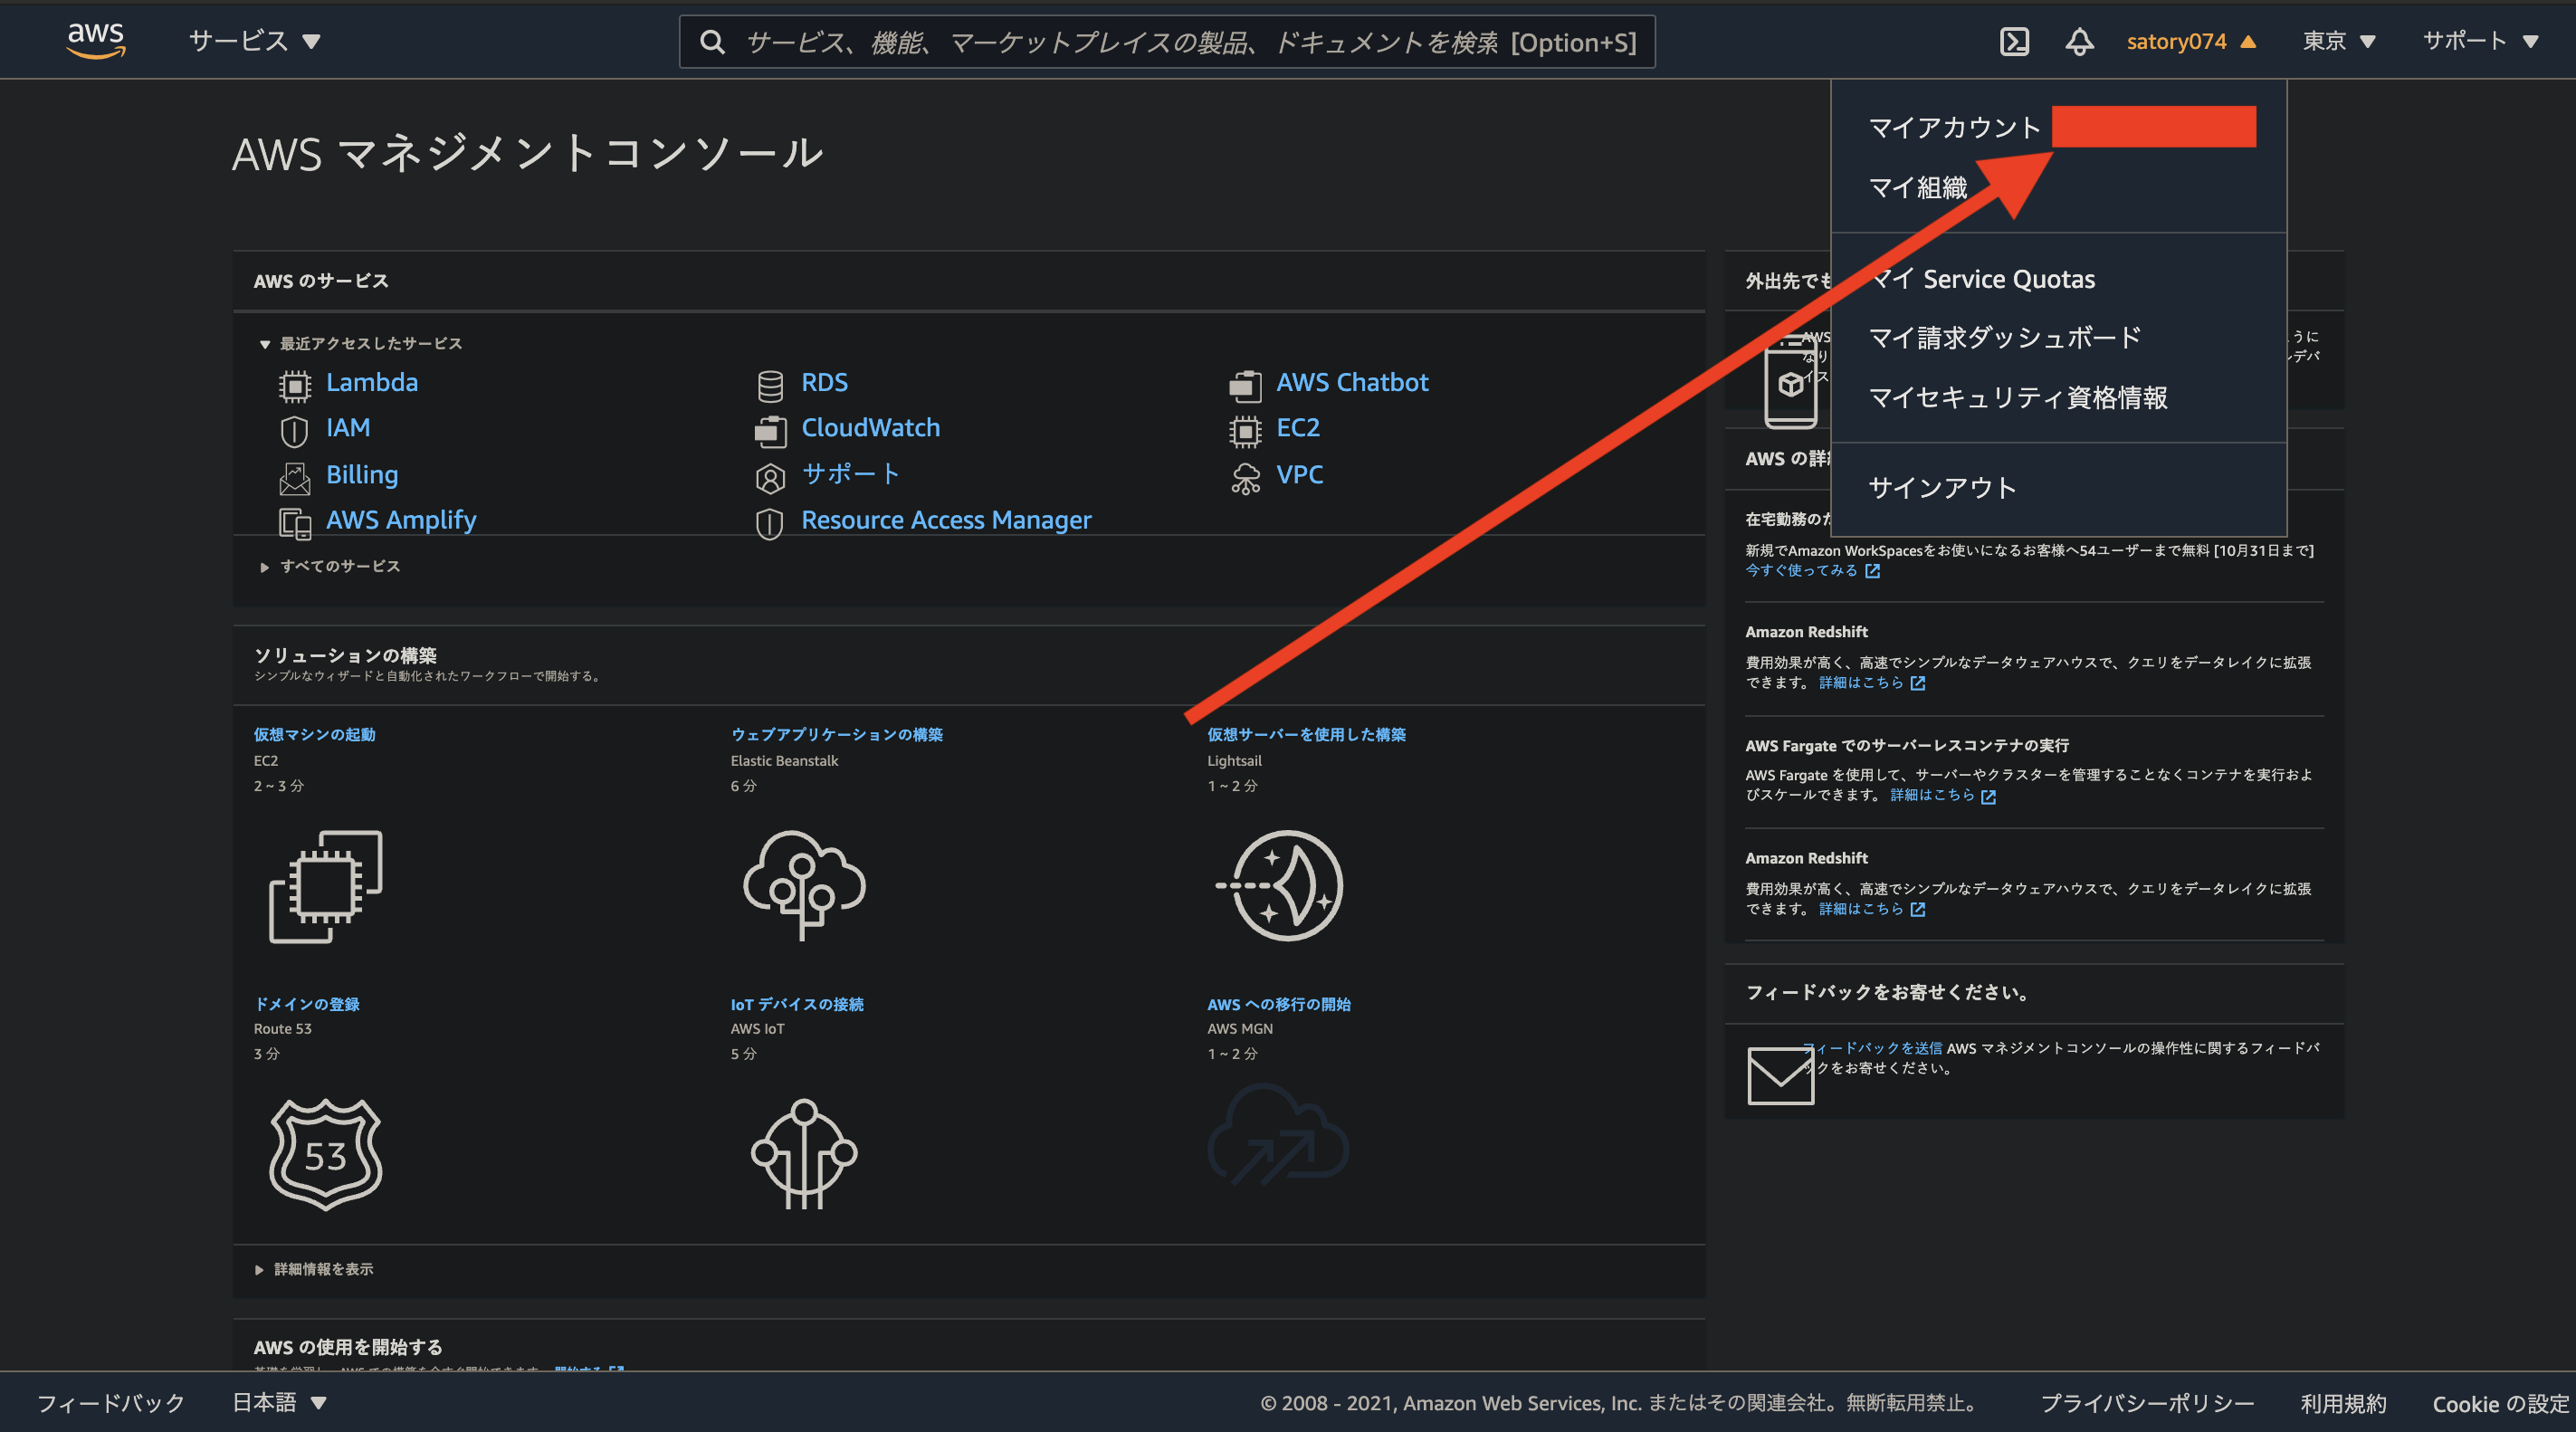 aws
サービス
サービス、機能、マーケットプレイスの製品、ドキュメントを検索 [Option+S]
satory074
東京
サポート
マイアカウント
マイ組織
マイ Service Quotas
マイ請求ダッシュボード
マイセキュリティ資格情報
サインアウト
AWS マネジメントコンソール
AWS のサービス
最近アクセスしたサービス
Lambda
RDS
AWS Chatbot
IAM
CloudWatch
EC2
Billing
サポート
VPC
AWS Amplify
Resource Access Manager
すべてのサービス
ソリューションの構築
シンプルなウィザードと自動化されたワークフローで開始する。
仮想マシンの起動
EC2
2 ~ 3 分
ウェブアプリケーションの構築
Elastic Beanstalk
6 分
仮想サーバーを使用した構築
Lightsail
1 ~ 2 分
ドメインの登録
Route 53
3 分
53
IoT デバイスの接続
AWS IoT
5 分
AWS への移行の開始
AWS MGN
1 ~ 2 分
詳細情報を表示
AWS の使用を開始する
外出先でも
AWS
うに
なり
デバ
イス
AWS の詳
在宅勤務の
新規でAmazon WorkSpacesをお使いになるお客様へ54ユーザーまで無料 [10月31日まで]
今すぐ使ってみる
Amazon Redshift
費用効果が高く、高速でシンプルなデータウェアハウスで、クエリをデータレイクに拡張
できます。 詳細はこちら
AWS Fargate でのサーバーレスコンテナの実行
AWS Fargate を使用して、サーバーやクラスターを管理することなくコンテナを実行およ
びスケールできます。 詳細はこちら
Amazon Redshift
費用効果が高く、高速でシンプルなデータウェアハウスで、クエリをデータレイクに拡張
できます。 詳細はこちら
フィードバックをお寄せください。
フィードバックを送信 AWS マネジメントコンソールの操作性に関するフィードバ
ックをお寄せください。
フィードバック
日本語
© 2008 - 2021, Amazon Web Services, Inc. またはその関連会社。無断転用禁止。
プライバシーポリシー
利用規約
Cookie の設定